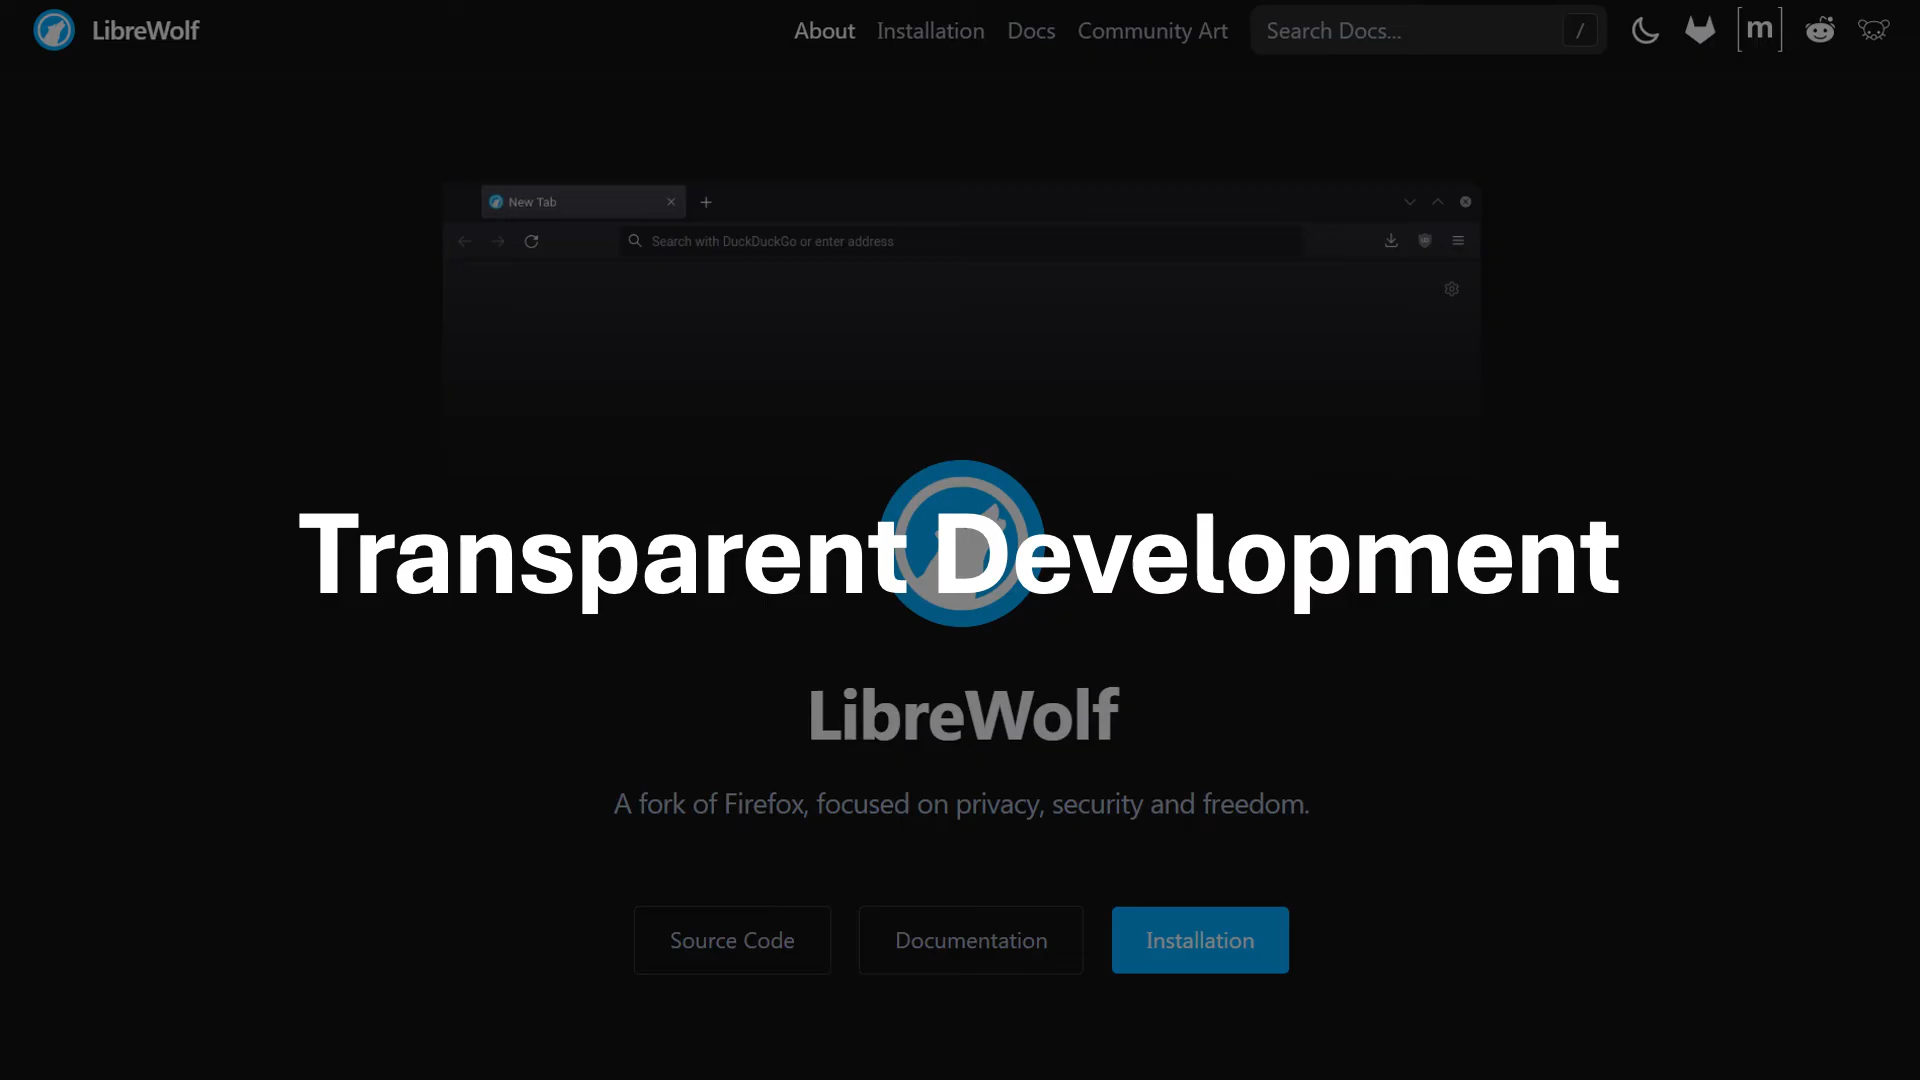 LibreWolf
About Installation Docs Community Art Search Docs... / [m]
New Tab
Search with DuckDuckGo or enter address
Transparent Development
LibreWolf
A fork of Firefox, focused on privacy, security and freedom.
Source Code Documentation Installation